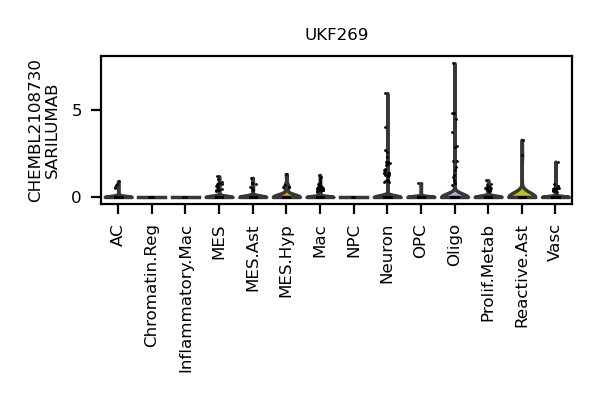 UKF269
CHEMBL2108730
SARILUMAB
5
0
AC
Chromatin.Reg
Inflammatory.Mac
MES
MES.Ast
MES.Hyp
Mac
NPC
Neuron
OPC
Oligo
Prolif.Metab
Reactive.Ast
Vasc